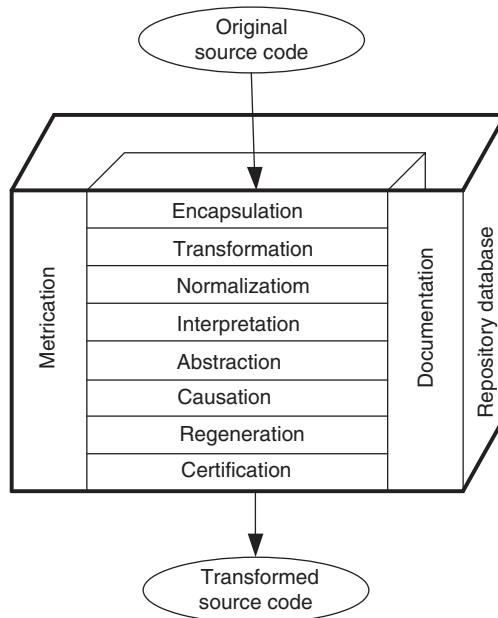 Original
source code
Encapsulation
Transformation
Normalizatiom
Interpretation
Abstraction
Causation
Regeneration
Certification
Metrication
Documentation
Repository database
Transformed
source code